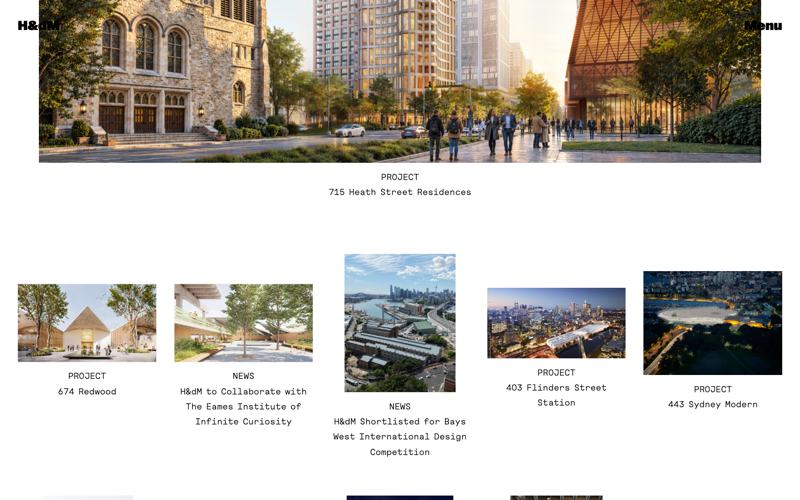 H&dM
Menu
PROJECT
715 Heath Street Residences
PROJECT
674 Redwood
NEWS
H&dM to Collaborate with
The Eames Institute of
Infinite Curiosity
NEWS
H&dM Shortlisted for Bays
West International Design
Competition
PROJECT
403 Flinders Street
Station
PROJECT
443 Sydney Modern